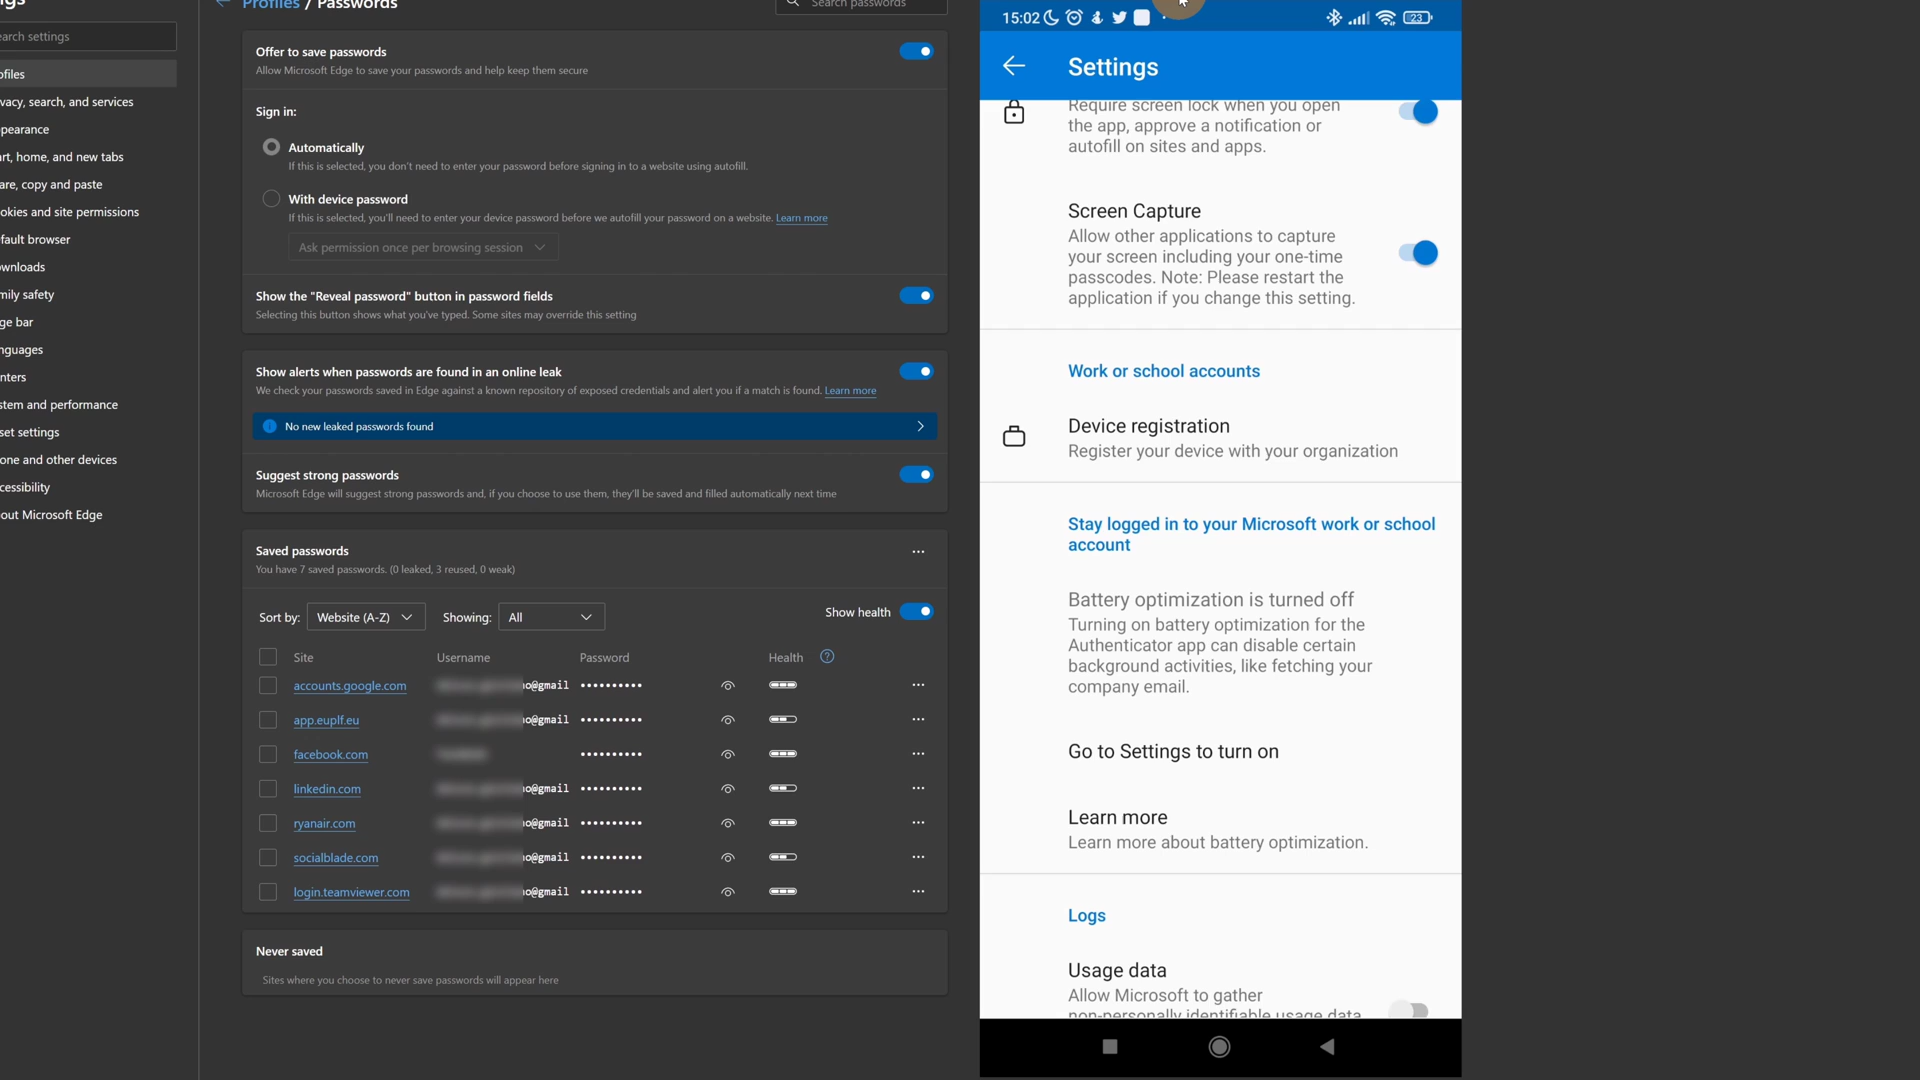 ngs
earch settings
ofiles
vacy, search, and services
pearance
art, home, and new tabs
are, copy and paste
okies and site permissions
fault browser
ownloads
mily safety
ge bar
nguages
nters
stem and performance
set settings
one and other devices
cessibility
out Microsoft Edge
Profiles / Passwords
Search passwords
Offer to save passwords
Allow Microsoft Edge to save your passwords and help keep them secure
Sign in:
Automatically
If this is selected, you don't need to enter your password before signing in to a website using autofill.
With device password
If this is selected, you'll need to enter your device password before we autofill your password on a website. Learn more
Ask permission once per browsing session
Show the "Reveal password" button in password fields
Selecting this button shows what you've typed. Some sites may override this setting
Show alerts when passwords are found in an online leak
We check your passwords saved in Edge against a known repository of exposed credentials and alert you if a match is found. Learn more
No new leaked passwords found
Suggest strong passwords
Microsoft Edge will suggest strong passwords and, if you choose to use them, they'll be saved and filled automatically next time
Saved passwords
You have 7 saved passwords. (0 leaked, 3 reused, 0 weak)
Sort by: Website (A-Z) Showing: All Show health
Site Username Password Health ?
accounts.google.com o@gmail ••••••••••
app.euplf.eu o@gmail ••••••••••
facebook.com ••••••••••
linkedin.com o@gmail ••••••••••
ryanair.com o@gmail ••••••••••
socialblade.com o@gmail ••••••••••
login.teamviewer.com o@gmail ••••••••••
Never saved
Sites where you choose to never save passwords will appear here
15:02 23
Settings
Require screen lock when you open
the app, approve a notification or
autofill on sites and apps.
Screen Capture
Allow other applications to capture
your screen including your one-time
passcodes. Note: Please restart the
application if you change this setting.
Work or school accounts
Device registration
Register your device with your organization
Stay logged in to your Microsoft work or school
account
Battery optimization is turned off
Turning on battery optimization for the
Authenticator app can disable certain
background activities, like fetching your
company email.
Go to Settings to turn on
Learn more
Learn more about battery optimization.
Logs
Usage data
Allow Microsoft to gather
non-personally identifiable usage data